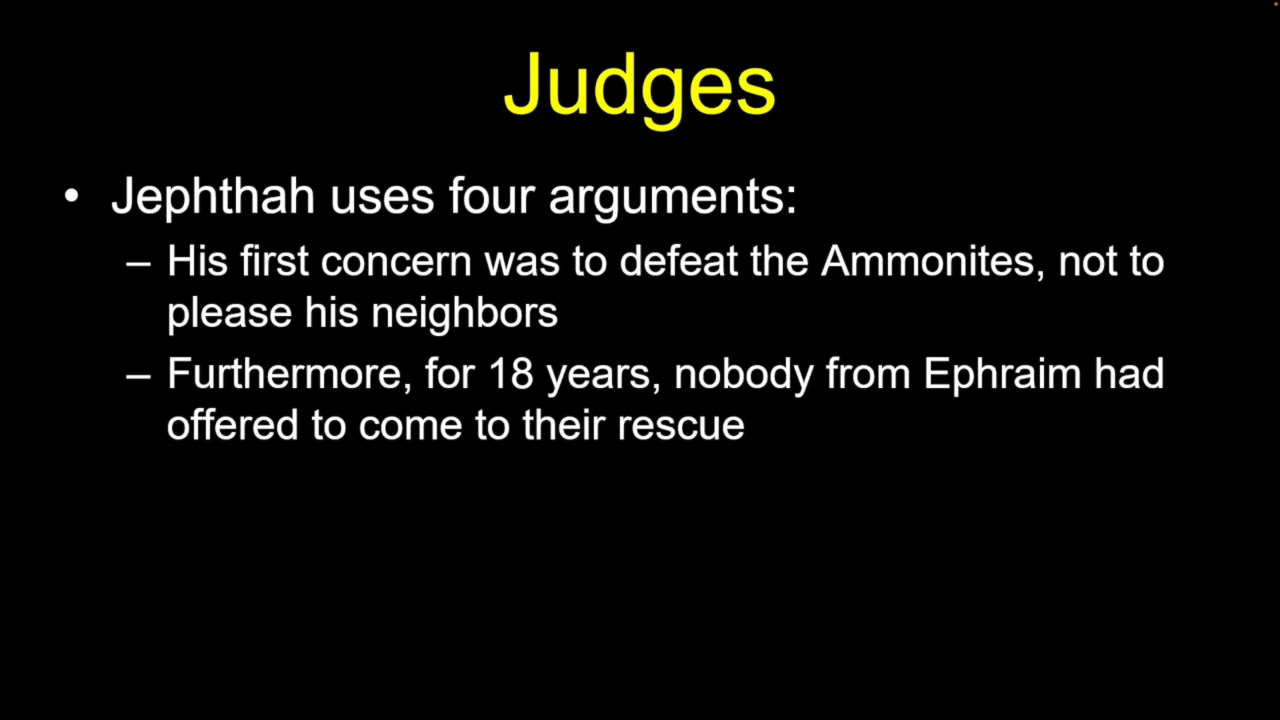 Judges
• Jephthah uses four arguments:
– His first concern was to defeat the Ammonites, not to
please his neighbors
– Furthermore, for 18 years, nobody from Ephraim had
offered to come to their rescue